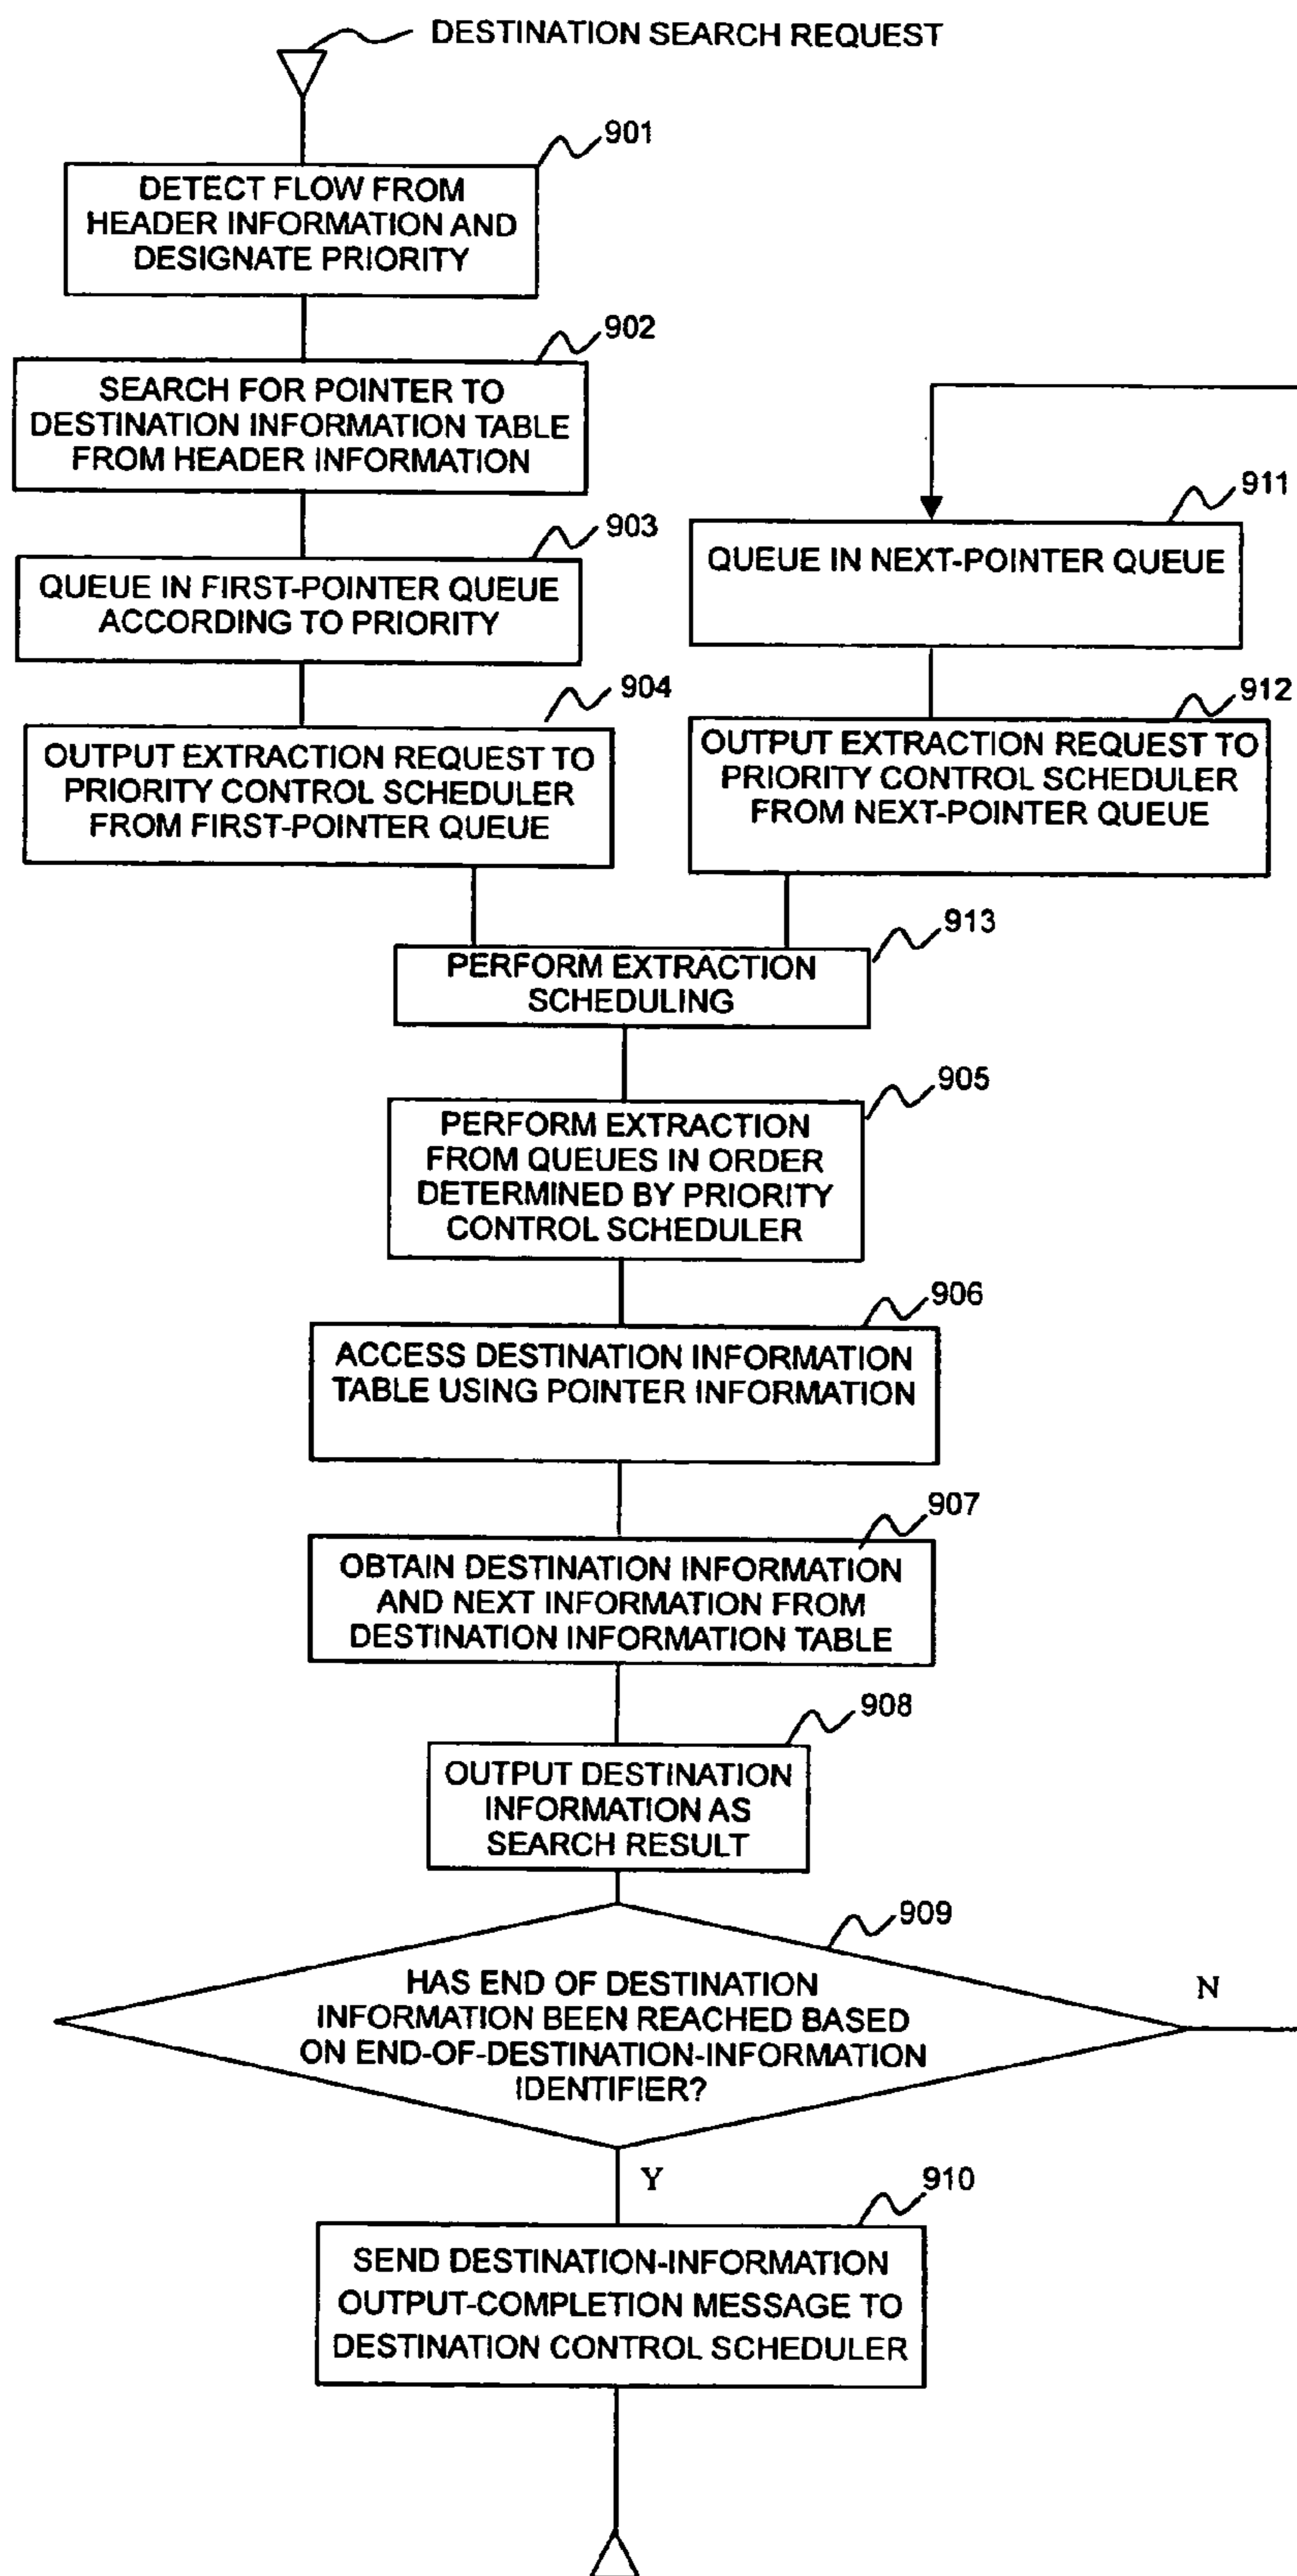 DESTINATION SEARCH REQUEST
901
DETECT FLOW FROM
HEADER INFORMATION AND
DESIGNATE PRIORITY
902
SEARCH FOR POINTER TO
DESTINATION INFORMATION TABLE
FROM HEADER INFORMATION
903
QUEUE IN FIRST-POINTER QUEUE
ACCORDING TO PRIORITY
911
QUEUE IN NEXT-POINTER QUEUE
904
OUTPUT EXTRACTION REQUEST TO
PRIORITY CONTROL SCHEDULER
FROM FIRST-POINTER QUEUE
912
OUTPUT EXTRACTION REQUEST TO
PRIORITY CONTROL SCHEDULER
FROM NEXT-POINTER QUEUE
913
PERFORM EXTRACTION
SCHEDULING
905
PERFORM EXTRACTION
FROM QUEUES IN ORDER
DETERMINED BY PRIORITY
CONTROL SCHEDULER
906
ACCESS DESTINATION INFORMATION
TABLE USING POINTER INFORMATION
907
OBTAIN DESTINATION INFORMATION
AND NEXT INFORMATION FROM
DESTINATION INFORMATION TABLE
908
OUTPUT DESTINATION
INFORMATION AS
SEARCH RESULT
909
HAS END OF DESTINATION
INFORMATION BEEN REACHED BASED
ON END-OF-DESTINATION-INFORMATION
IDENTIFIER?
N
Y
910
SEND DESTINATION-INFORMATION
OUTPUT-COMPLETION MESSAGE TO
DESTINATION CONTROL SCHEDULER